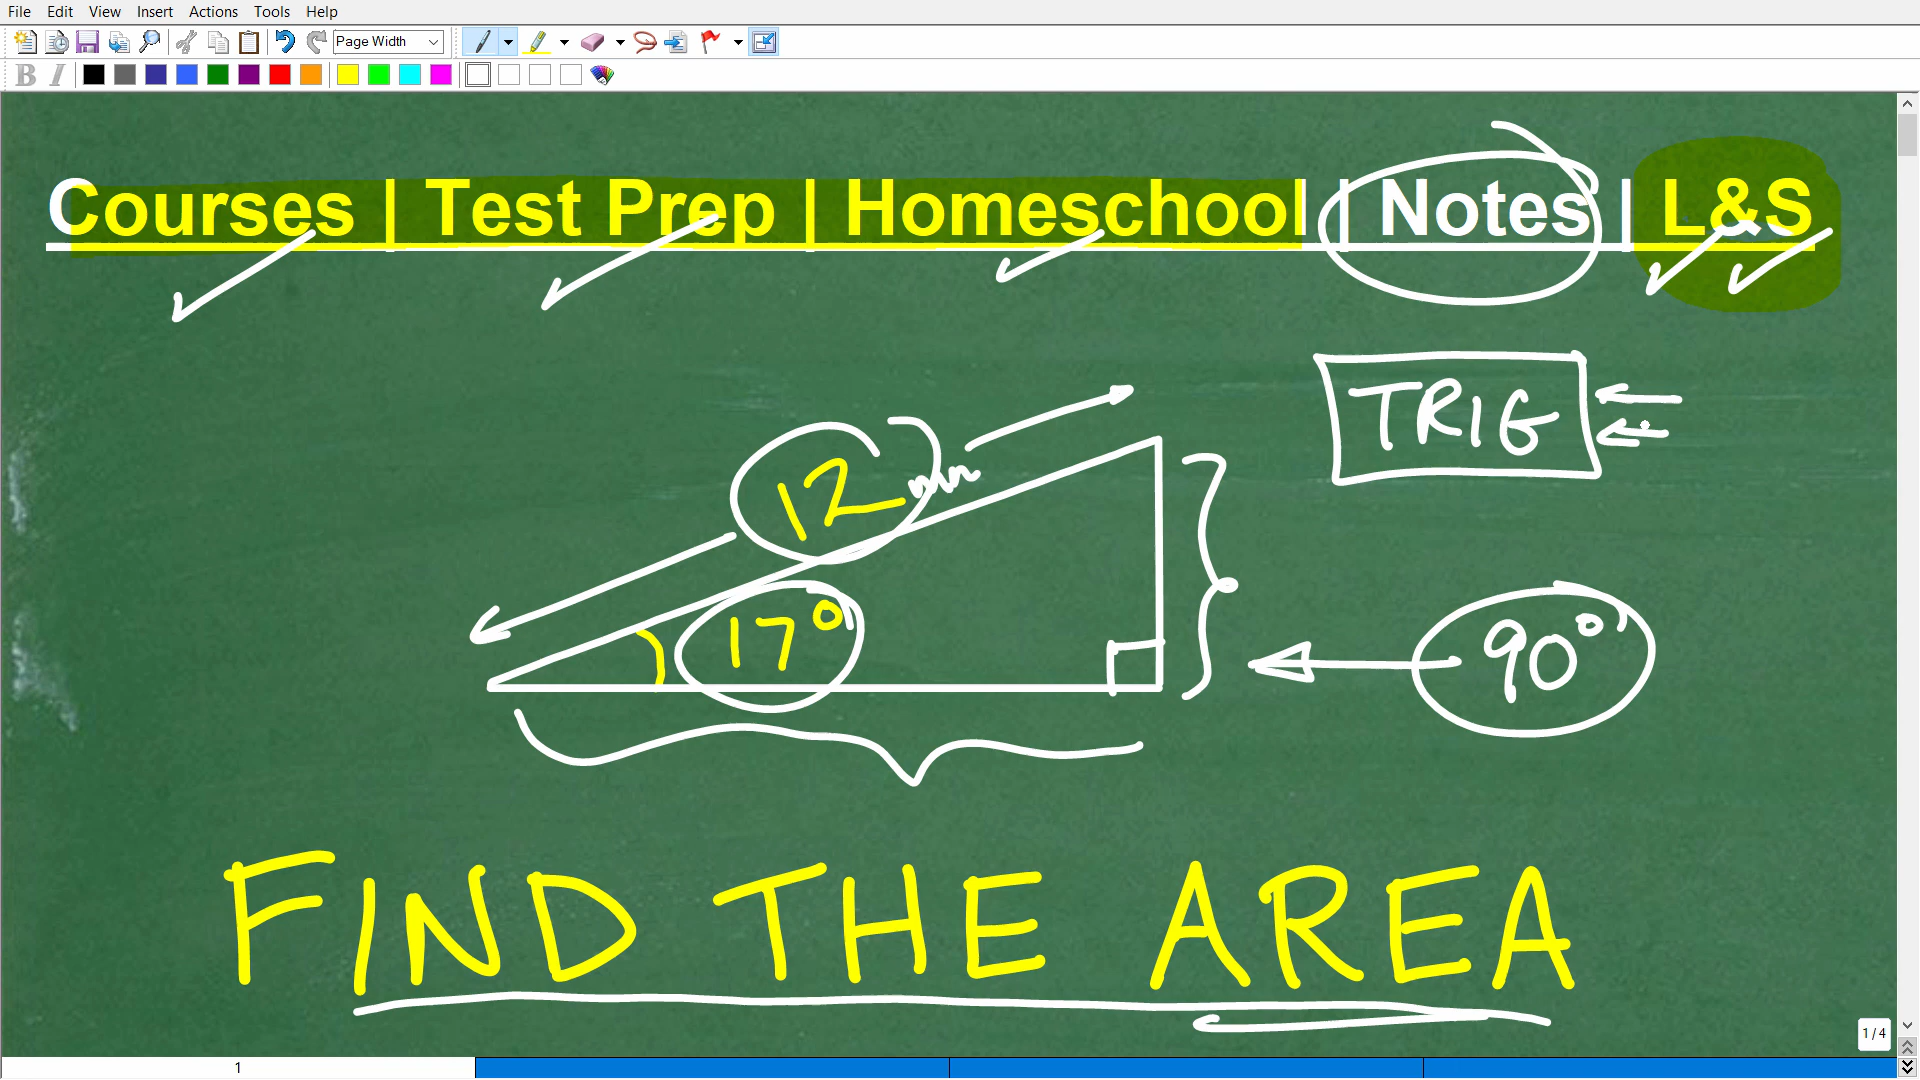 File Edit View Insert Actions Tools Help
Page Width
B I
Courses | Test Prep | Homeschool | Notes | L&S
TRIG
12
17°
90°
FIND THE AREA
1 / 4
1